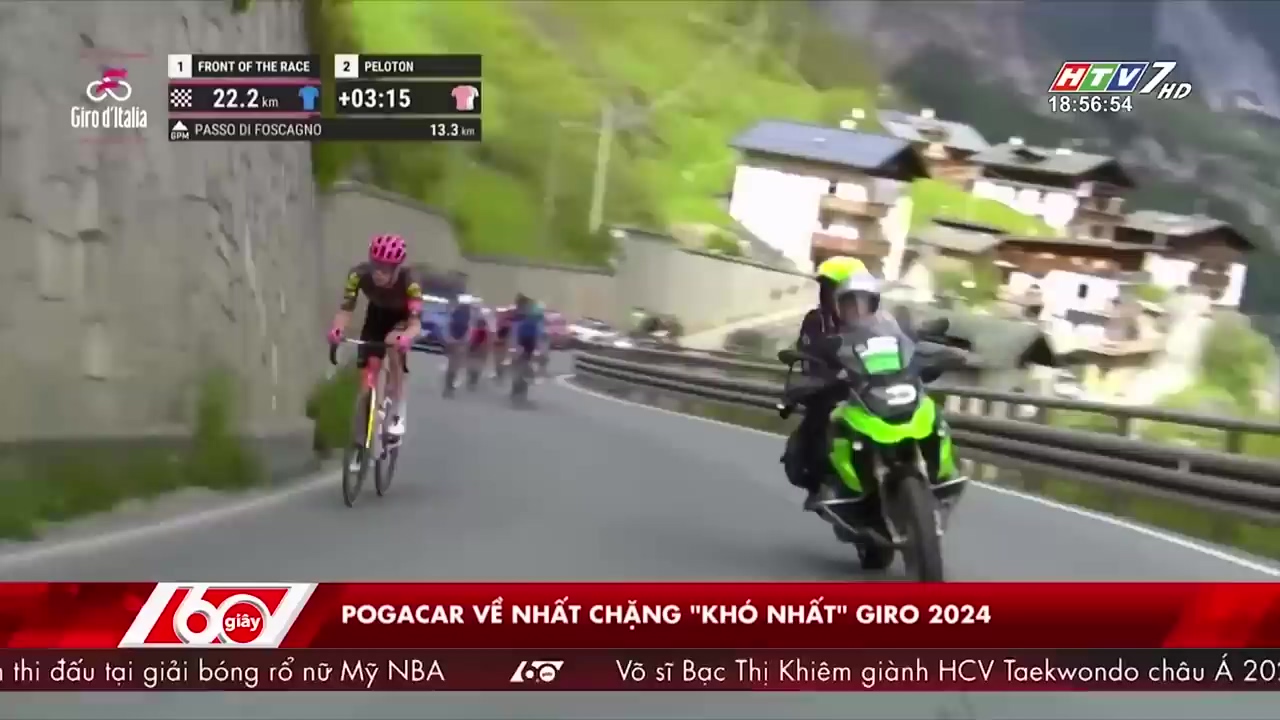 1 FRONT OF THE RACE
2 PELOTON
22.2 km
+03:15
GPM PASSO DI FOSCAGNO 13.3 km
Giro d'Italia
HTV7 HD
18:56:54
60 giây
POGACAR VỀ NHẤT CHẶNG "KHÓ NHẤT" GIRO 2024
thi đấu tại giải bóng rổ nữ Mỹ NBA
60 giây
Võ sĩ Bạc Thị Khiêm giành HCV Taekwondo châu Á